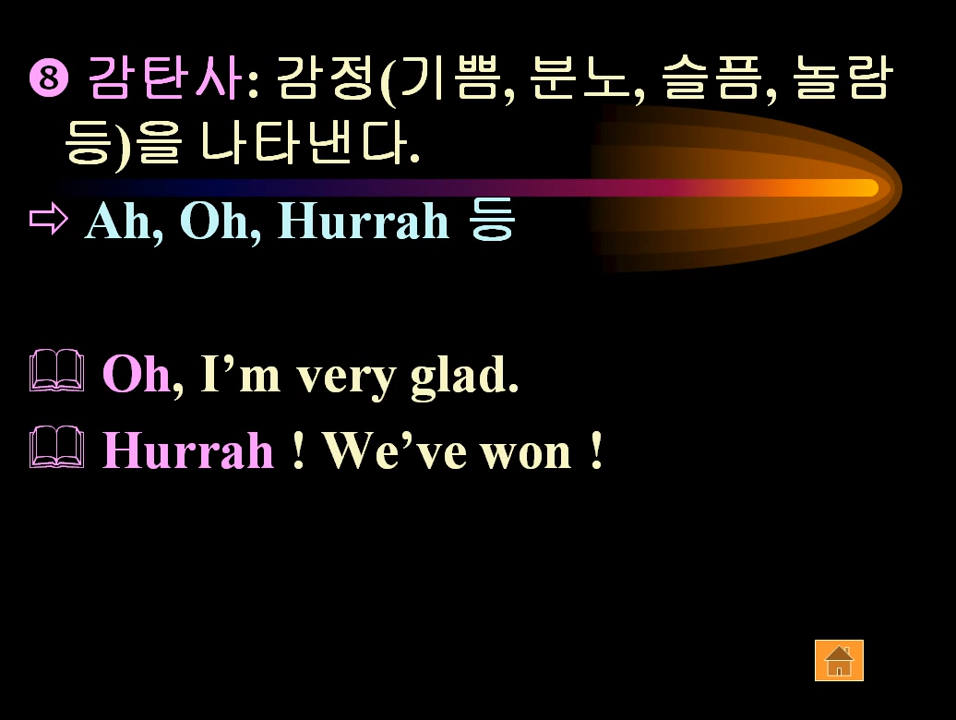 ❽ 감탄사: 감정(기쁨, 분노, 슬픔, 놀람
등)을 나타낸다.
⇨ Ah, Oh, Hurrah 등
Oh, I’m very glad.
Hurrah ! We’ve won !